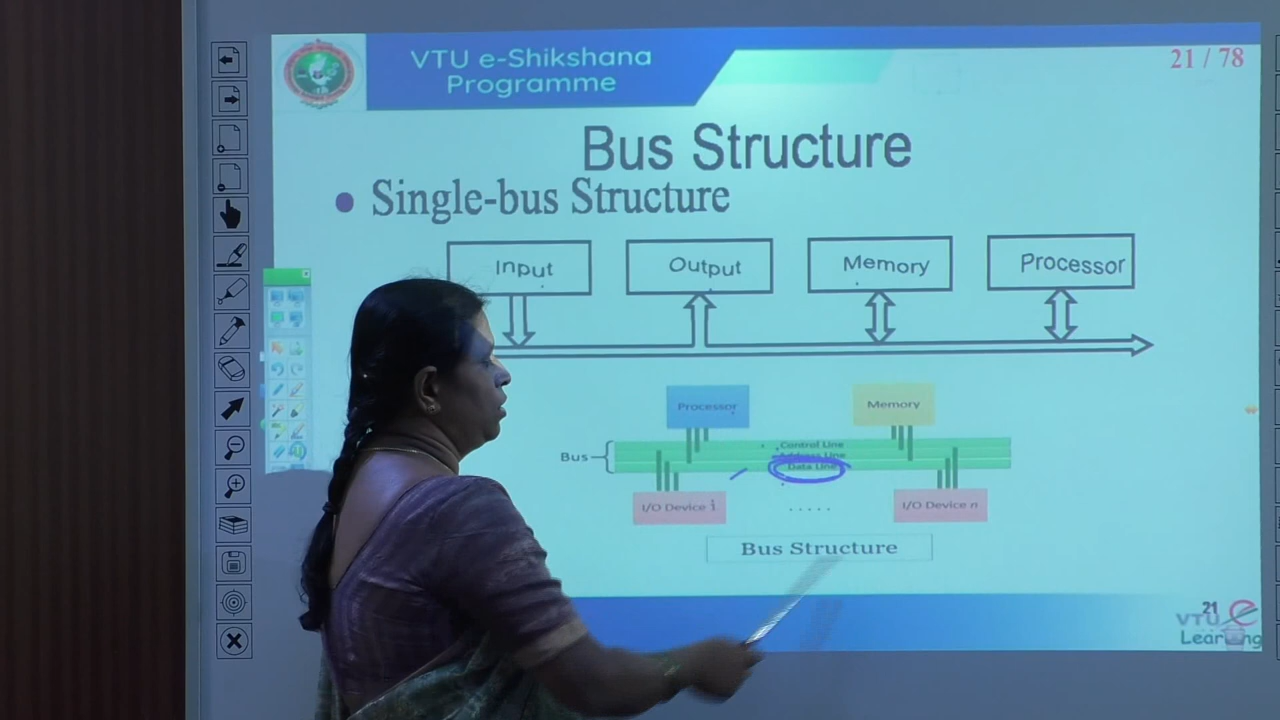 VTU e-Shikshana
Programme
21 / 78
Bus Structure
• Single-bus Structure
Input
Output
Memory
Processor
Processor
Memory
Bus
Control Line
Address Line
Data Line
I/O Device 1
.....
I/O Device n
Bus Structure
21
VTU e
Learning